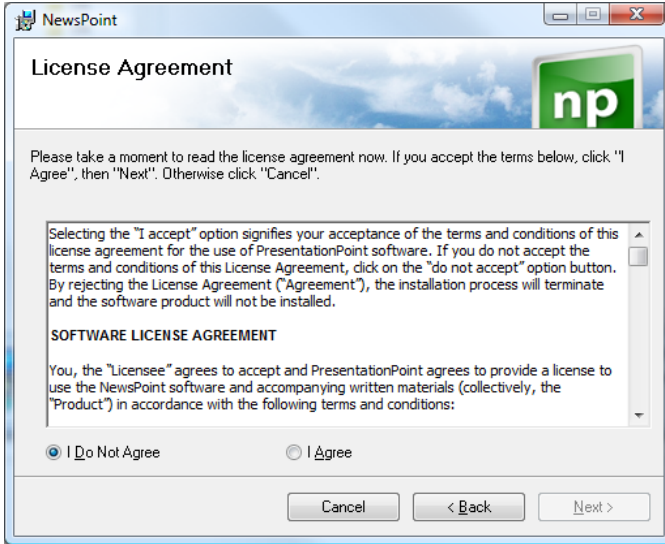 NewsPoint
License Agreement
np
Please take a moment to read the license agreement now. If you accept the terms below, click "I
Agree", then "Next". Otherwise click "Cancel".
Selecting the “I accept” option signifies your acceptance of the terms and conditions of this
license agreement for the use of PresentationPoint software. If you do not accept the
terms and conditions of this License Agreement, click on the “do not accept” option button.
By rejecting the License Agreement (“Agreement”), the installation process will terminate
and the software product will not be installed.
SOFTWARE LICENSE AGREEMENT
You, the “Licensee” agrees to accept and PresentationPoint agrees to provide a license to
use the NewsPoint software and accompanying written materials (collectively, the
“Product”) in accordance with the following terms and conditions:
I Do Not Agree
I Agree
Cancel
< Back
Next >